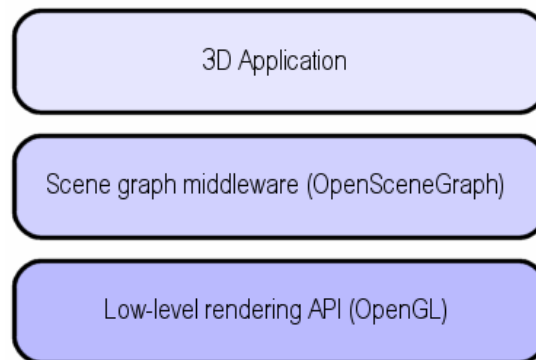 3D Application
Scene graph middleware (OpenSceneGraph)
Low-level rendering API (OpenGL)